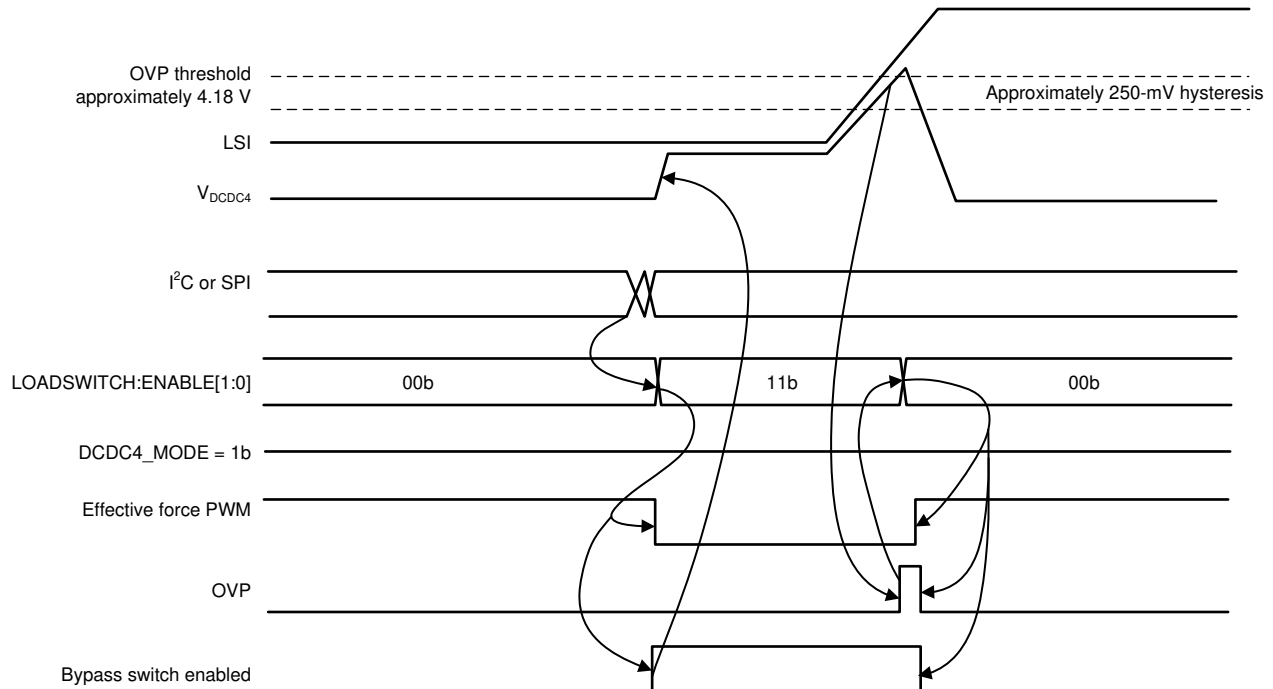 OVP threshold
approximately 4.18 V
Approximately 250-mV hysteresis
LSI
VDCDC4
I2C or SPI
LOADSWITCH:ENABLE[1:0]
00b
11b
00b
DCDC4_MODE = 1b
Effective force PWM
OVP
Bypass switch enabled